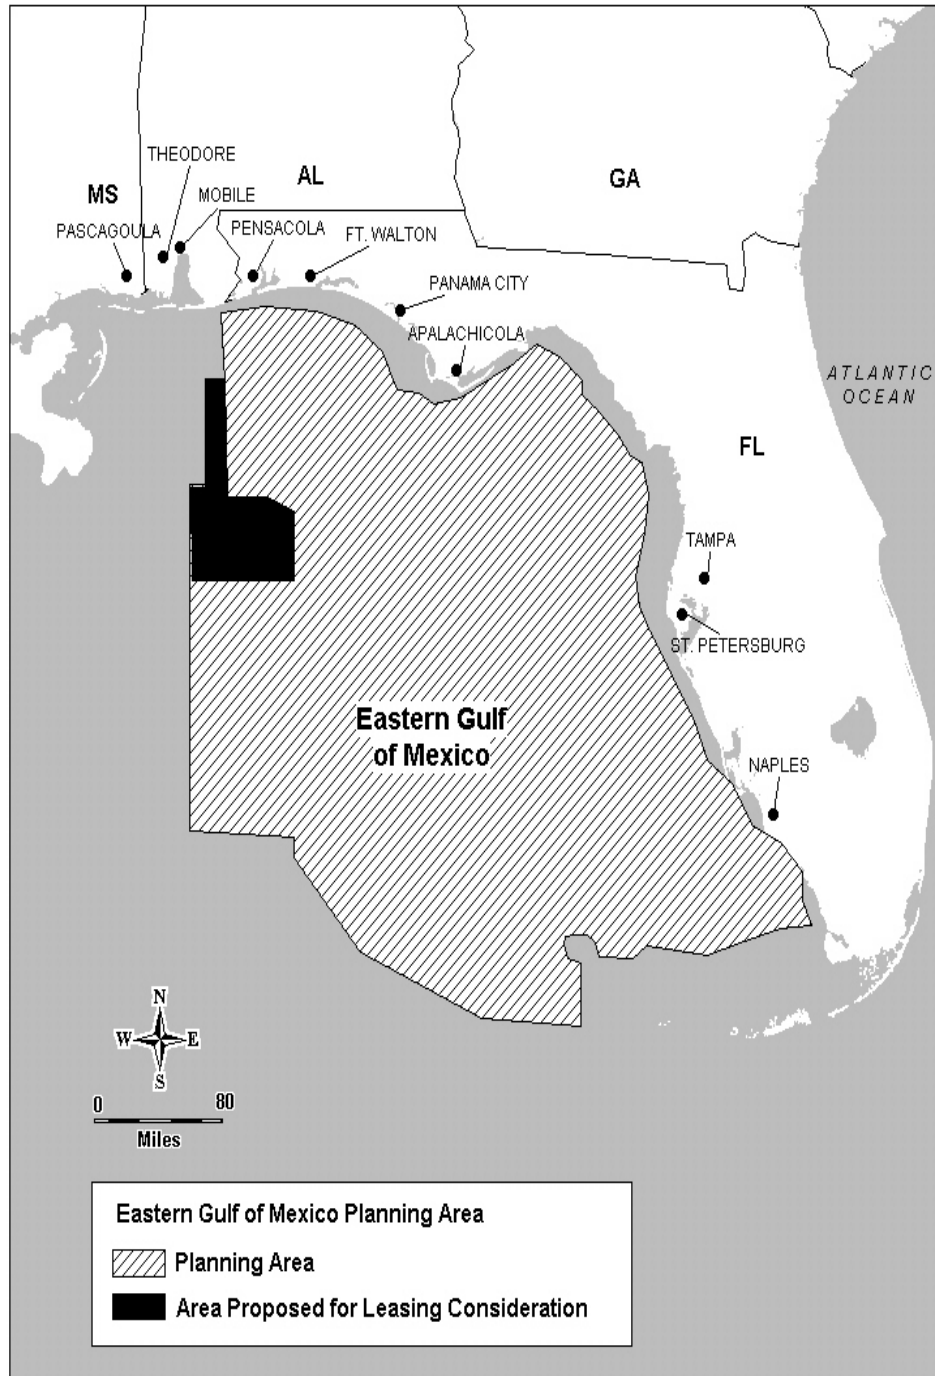 THEODORE
AL
GA
MS
MOBILE
PASCAGOULA
PENSACOLA
FT. WALTON
PANAMA CITY
APALACHICOLA
ATLANTIC
OCEAN
FL
TAMPA
ST. PETERSBURG
Eastern Gulf
of Mexico
NAPLES
N
W
E
S
0
80
Miles
Eastern Gulf of Mexico Planning Area
Planning Area
Area Proposed for Leasing Consideration